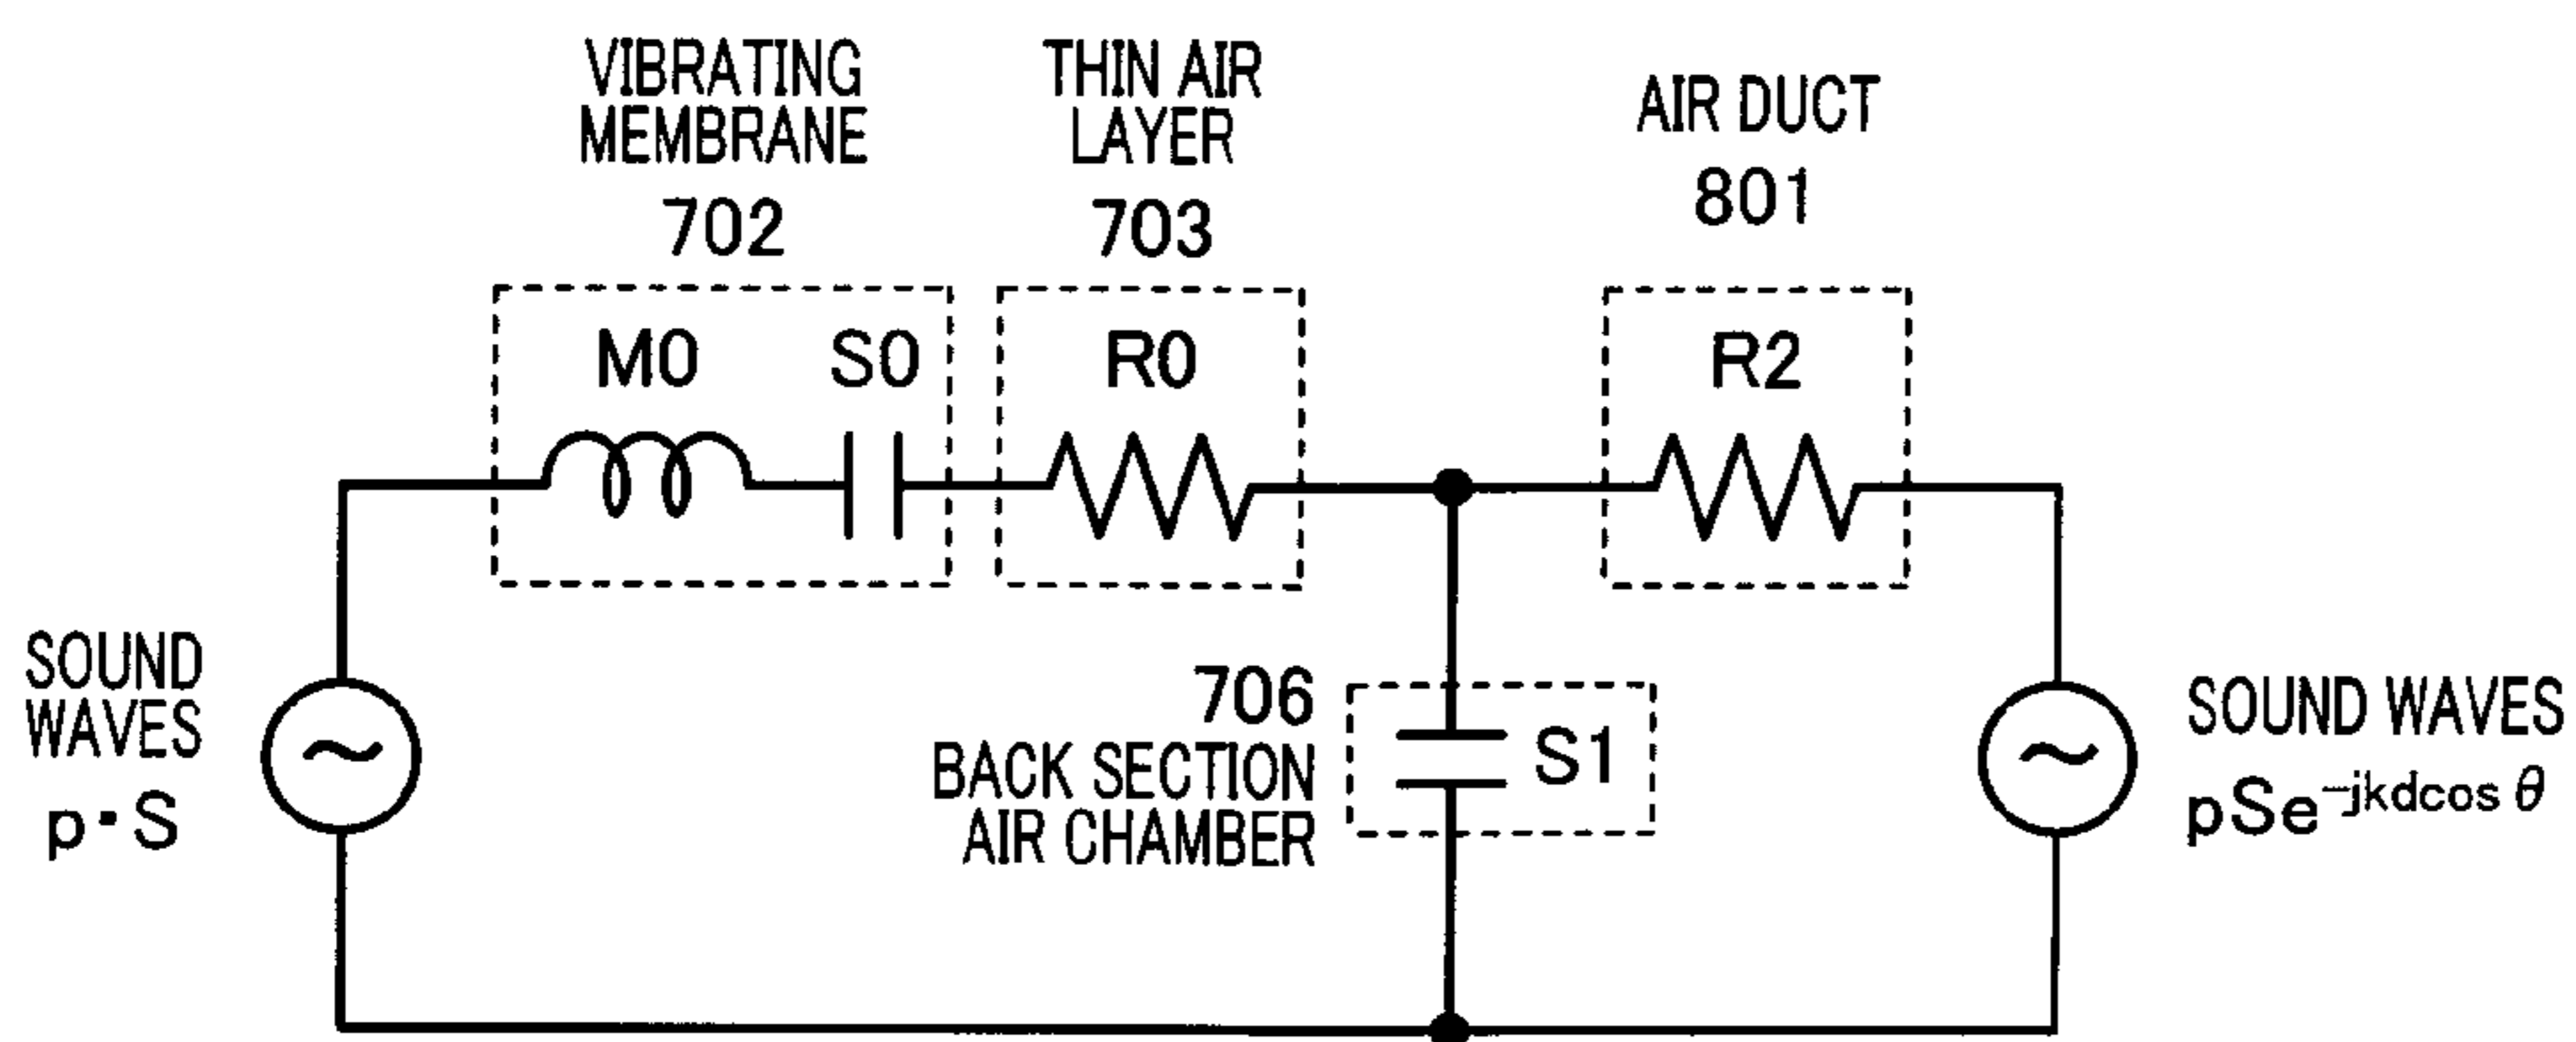 VIBRATING
MEMBRANE
702
THIN AIR
LAYER
703
AIR DUCT
801
M0
S0
R0
R2
SOUND
WAVES
p・S
706
BACK SECTION
AIR CHAMBER
S1
SOUND WAVES
pSe^-jkdcos θ